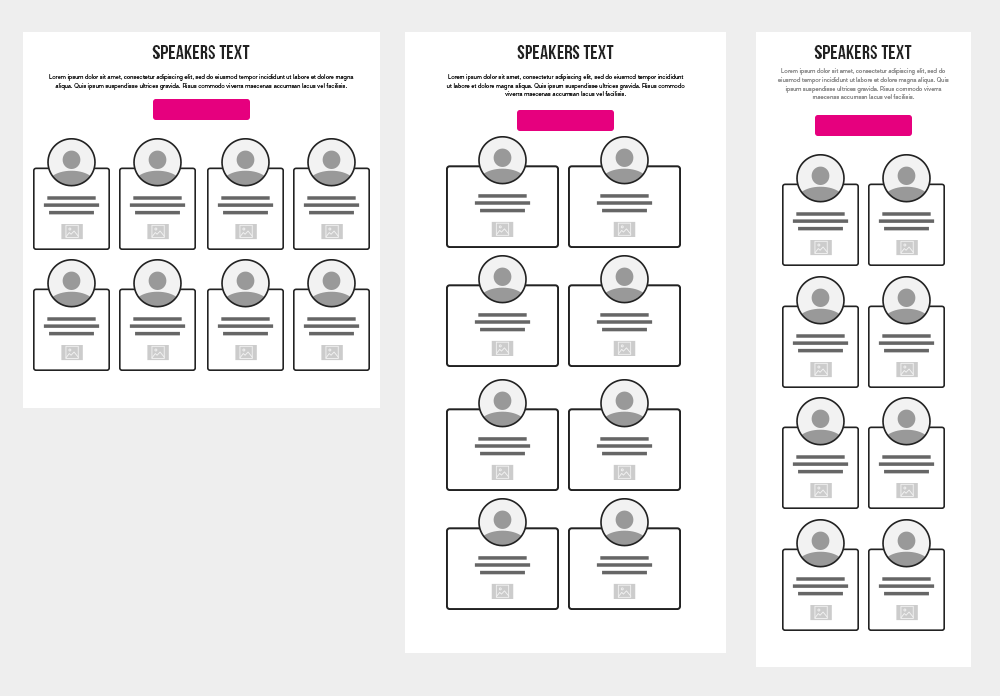 SPEAKERS TEXT
Lorem ipsum dolor sit amet, consectetur adipiscing elit, sed do eiusmod tempor incididunt ut labore et dolore magna
aliqua. Quis ipsum suspendisse ultrices gravida. Risus commodo viverra maecenas accumsan lacus vel facilisis.
SPEAKERS TEXT
Lorem ipsum dolor sit amet, consectetur adipiscing elit, sed do eiusmod tempor incididunt
ut labore et dolore magna aliqua. Quis ipsum suspendisse ultrices gravida. Risus commodo
viverra maecenas accumsan lacus vel facilisis.
SPEAKERS TEXT
Lorem ipsum dolor sit amet, consectetur adipiscing elit, sed do
eiusmod tempor incididunt ut labore et dolore magna aliqua. Quis
ipsum suspendisse ultrices gravida. Risus commodo viverra
maecenas accumsan lacus vel facilisis.